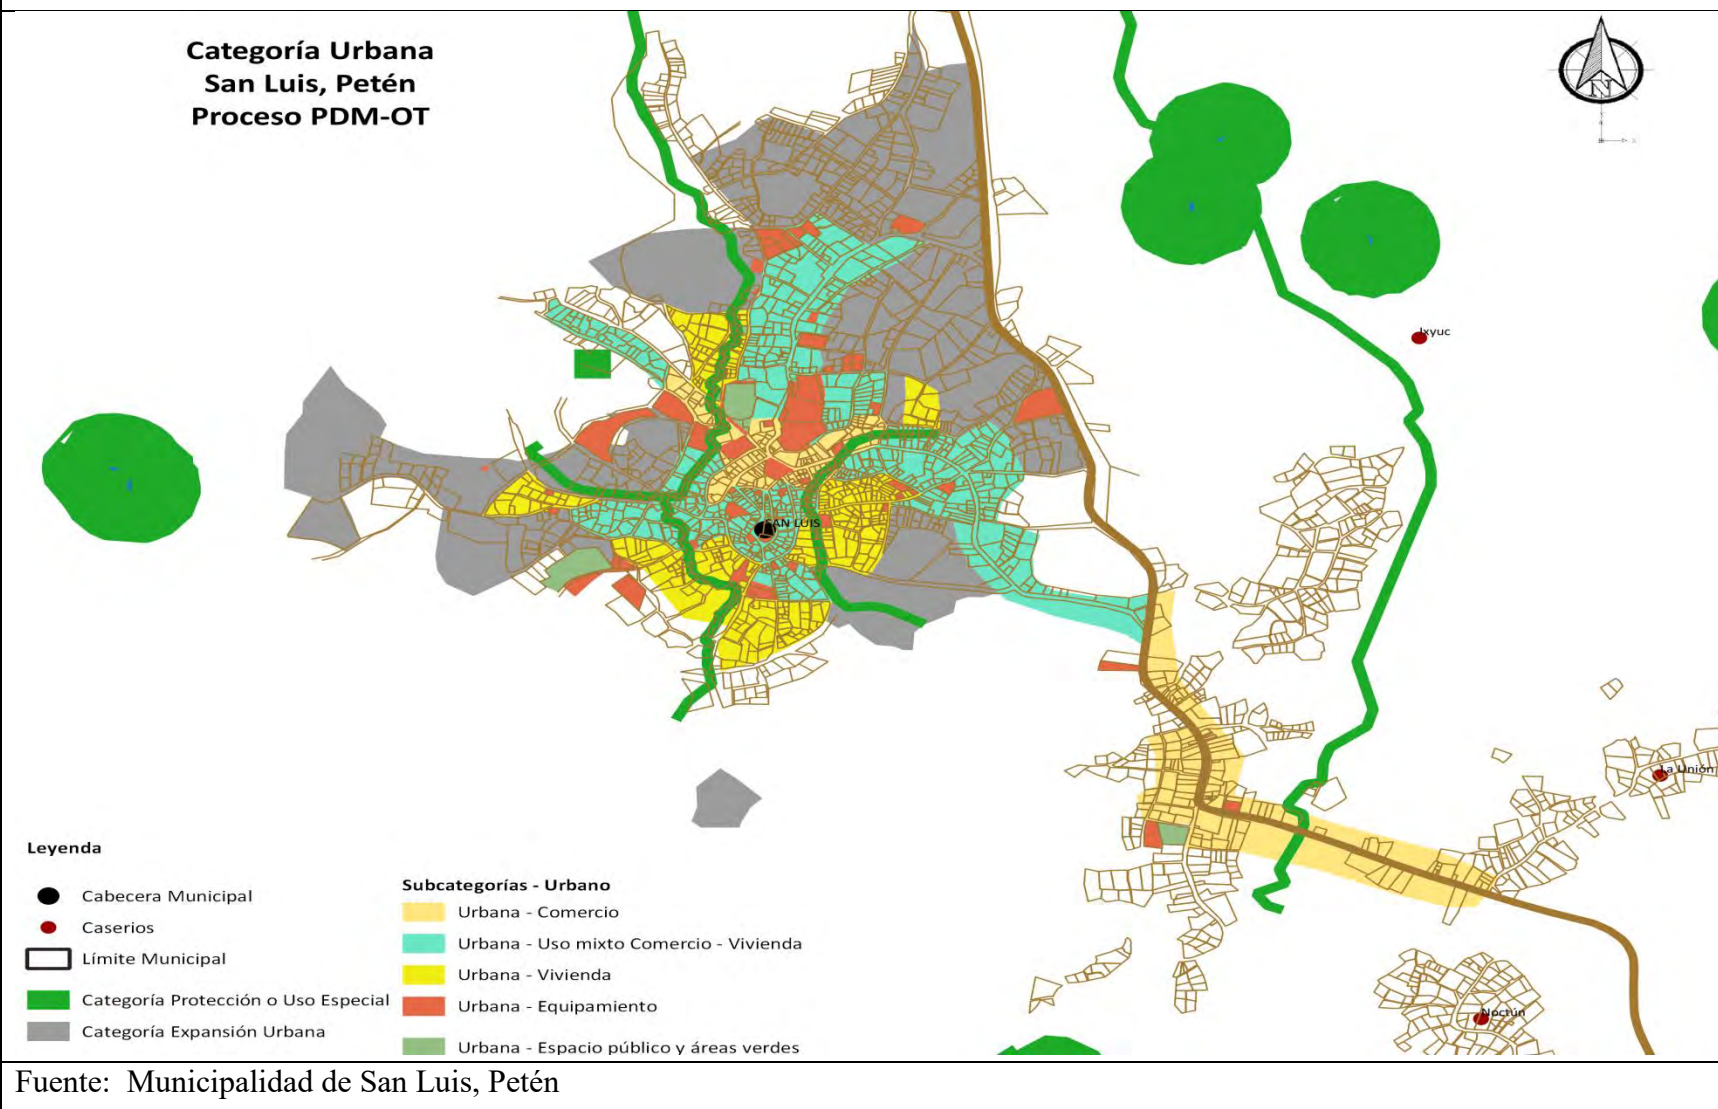 Categoría Urbana
San Luis, Petén
Proceso PDM-OT
N
Ixyuc
SAN LUIS
La Unión
Noctún
Leyenda
Cabecera Municipal
Caserios
Límite Municipal
Categoría Protección o Uso Especial
Categoría Expansión Urbana
Subcategorías - Urbano
Urbana - Comercio
Urbana - Uso mixto Comercio - Vivienda
Urbana - Vivienda
Urbana - Equipamiento
Urbana - Espacio público y áreas verdes
Fuente: Municipalidad de San Luis, Petén